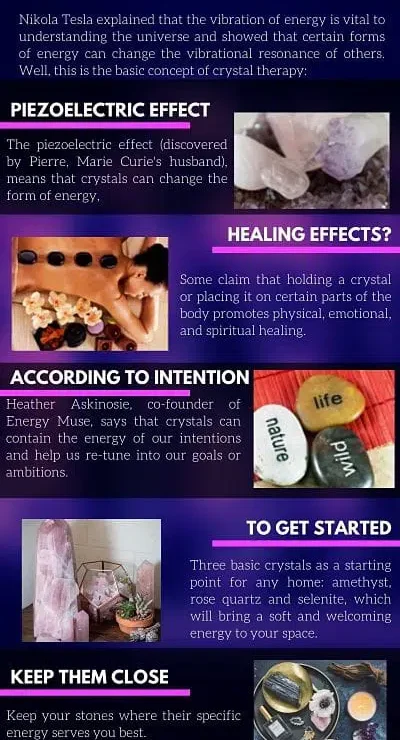 Nikola Tesla explained that the vibration of energy is vital to
understanding the universe and showed that certain forms
of energy can change the vibrational resonance of others.
Well, this is the basic concept of crystal therapy:
PIEZOELECTRIC EFFECT
The piezoelectric effect (discovered
by Pierre, Marie Curie's husband),
means that crystals can change the
form of energy,
HEALING EFFECTS?
Some claim that holding a crystal
or placing it on certain parts of the
body promotes physical, emotional,
and spiritual healing.
ACCORDING TO INTENTION
Heather Askinosie, co-founder of
Energy Muse, says that crystals can
contain the energy of our intentions
and help us re-tune into our goals or
ambitions.
life
nature
wild
TO GET STARTED
Three basic crystals as a starting
point for any home: amethyst,
rose quartz and selenite, which
will bring a soft and welcoming
energy to your space.
KEEP THEM CLOSE
Keep your stones where their specific
energy serves you best.